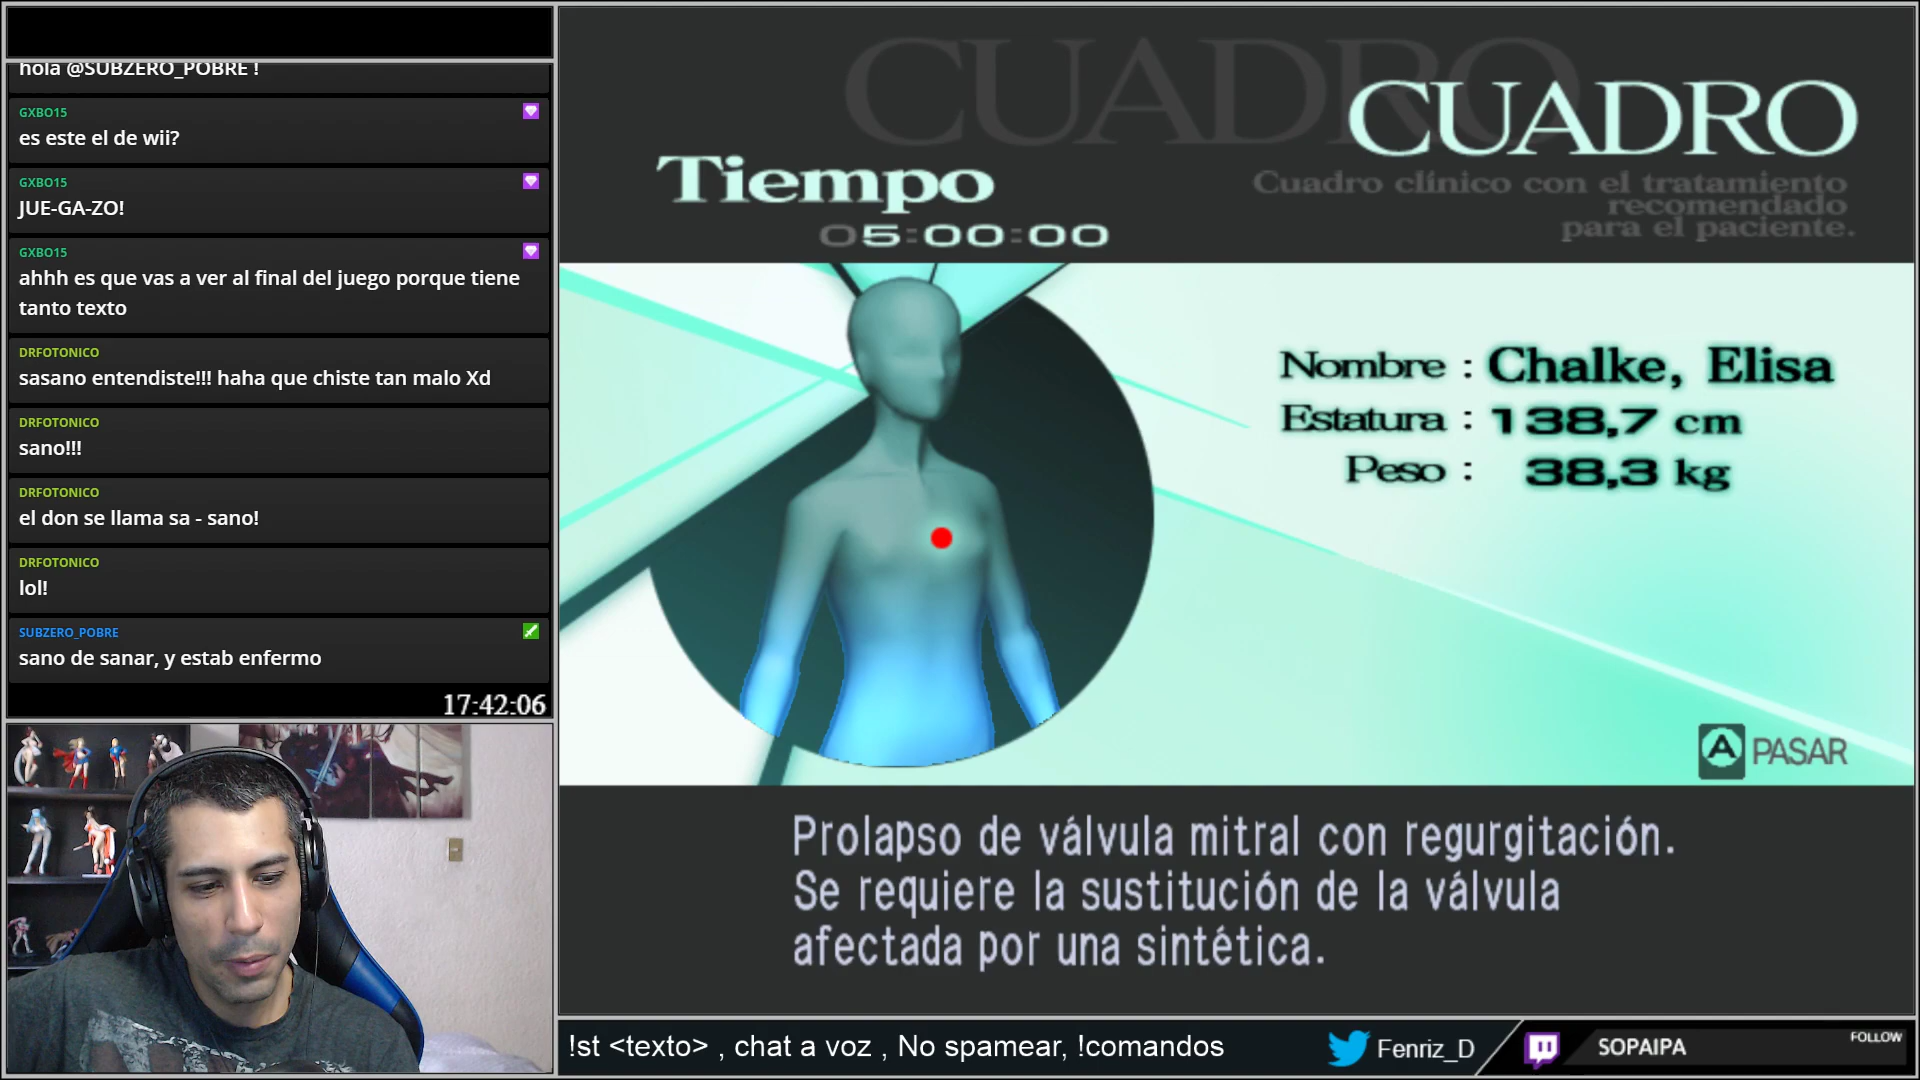 hola @SUBZERO_POBRE !
GXBO15
es este el de wii?
GXBO15
JUE-GA-ZO!
GXBO15
ahhh es que vas a ver al final del juego porque tiene
tanto texto
DRFOTONICO
sasano entendiste!!! haha que chiste tan malo Xd
DRFOTONICO
sano!!!
DRFOTONICO
el don se llama sa - sano!
DRFOTONICO
lol!
SUBZERO_POBRE
sano de sanar, y estab enfermo
17:42:06
CUADRO
CUADRO
Cuadro clínico con el tratamiento
recomendado
para el paciente.
Tiempo
05:00:00
Nombre : Chalke, Elisa
Estatura : 138,7 cm
Peso : 38,3 kg
A PASAR
Prolapso de válvula mitral con regurgitación.
Se requiere la sustitución de la válvula
afectada por una sintética.
!st <texto> , chat a voz , No spamear, !comandos
Fenriz_D
SOPAIPA
FOLLOW